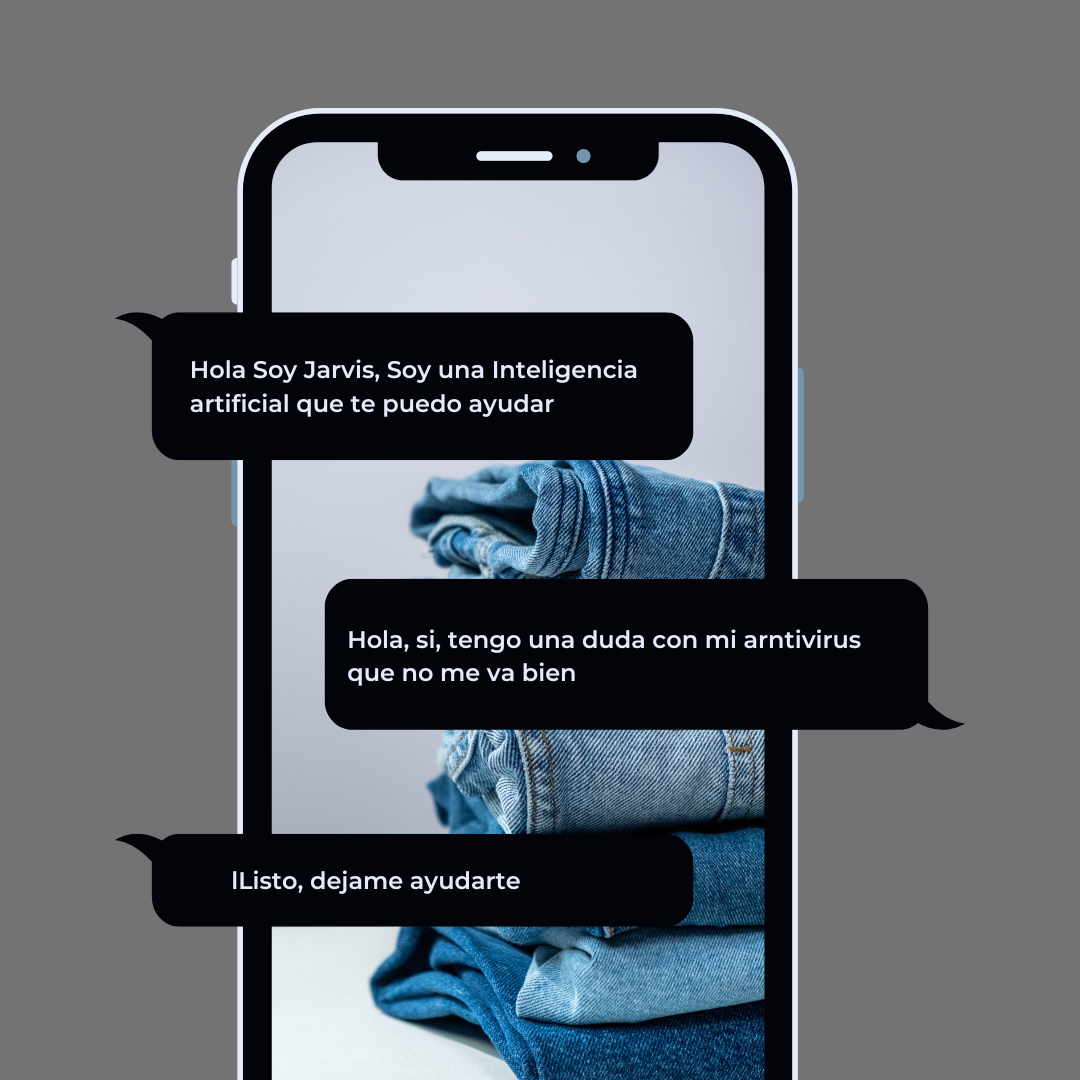 Hola Soy Jarvis, Soy una Inteligencia
artificial que te puedo ayudar
Hola, si, tengo una duda con mi arntivirus
que no me va bien
lListo, dejame ayudarte